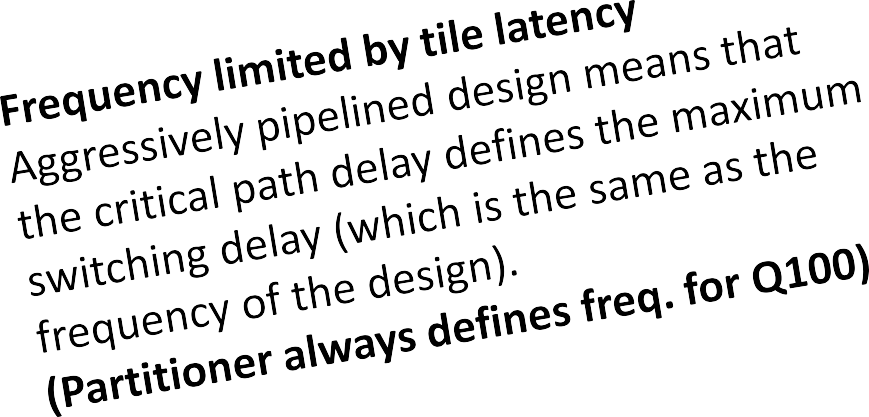 Frequency limited by tile latency
Aggressively pipelined design means that
the critical path delay defines the maximum
switching delay (which is the same as the
frequency of the design).
(Partitioner always defines freq. for Q100)